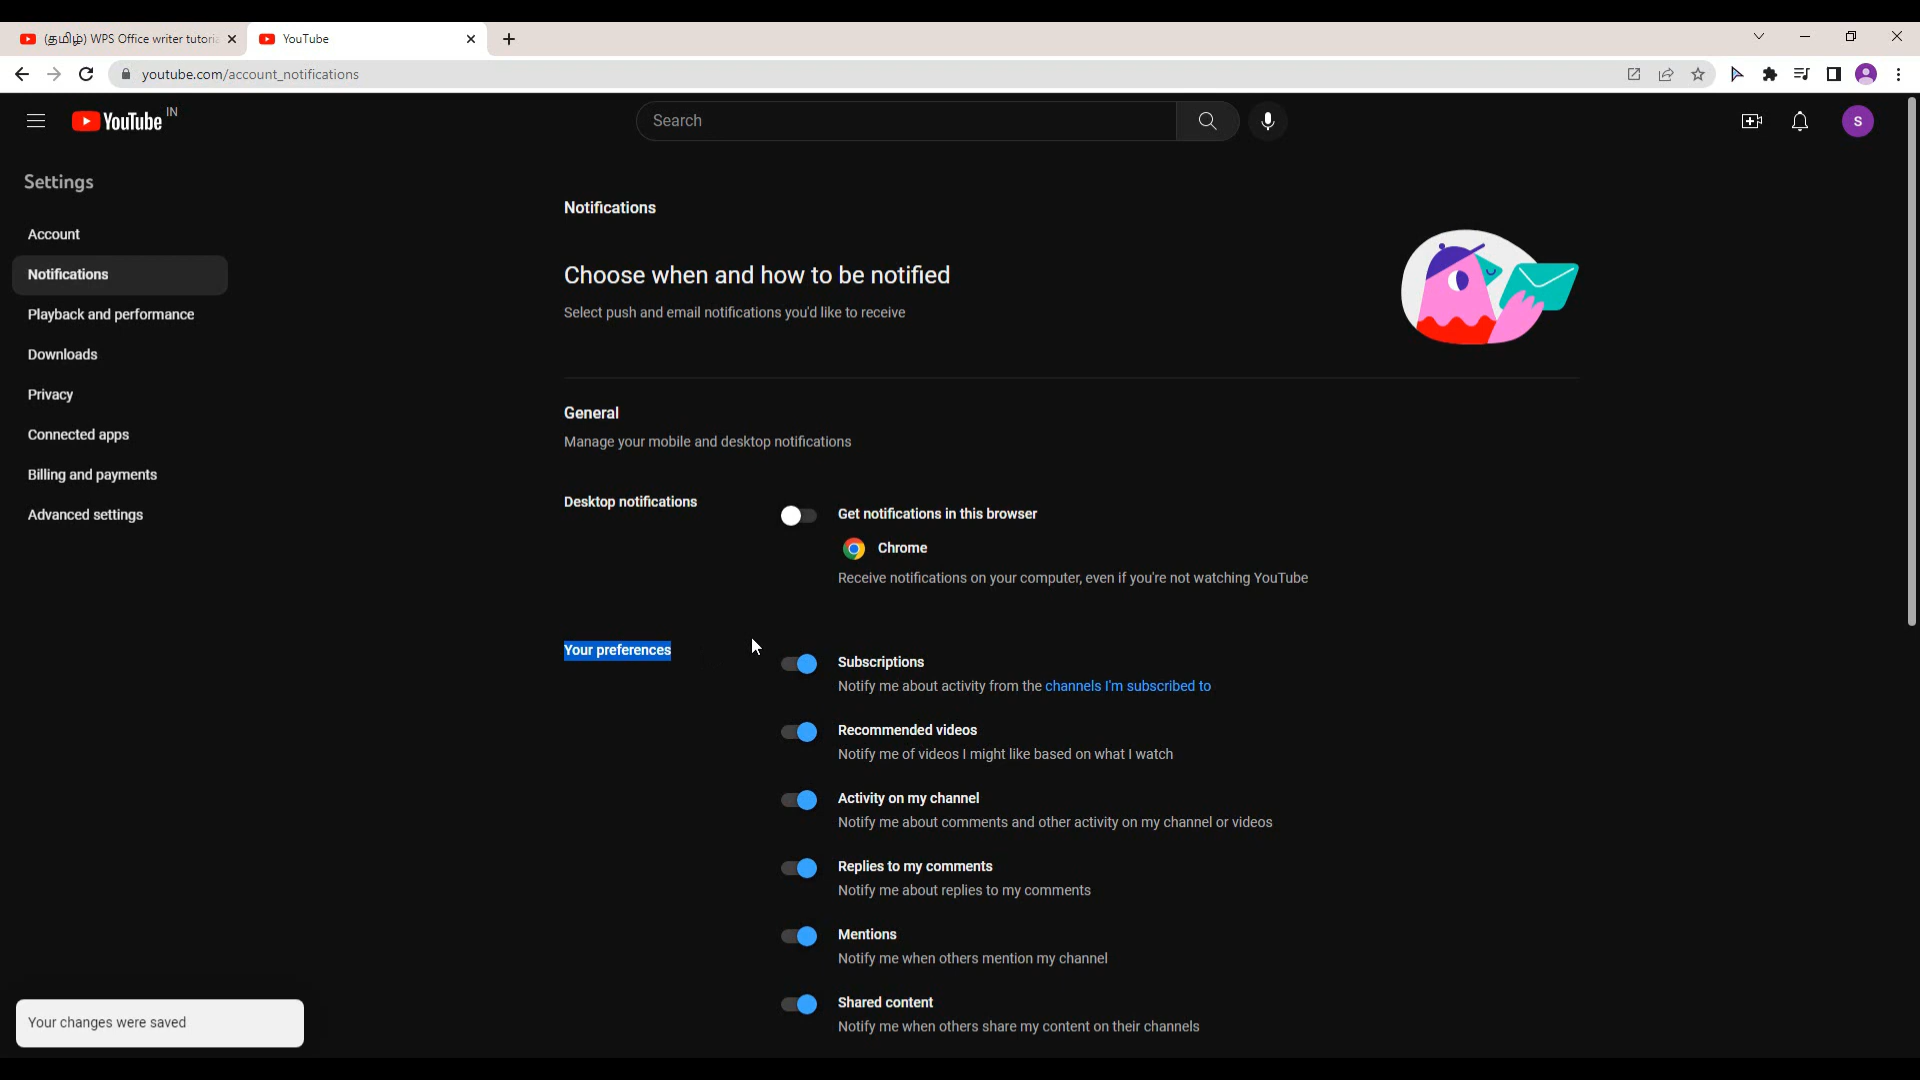 (தமிழ்) WPS Office writer tutoria
YouTube
youtube.com/account_notifications
YouTube IN
Search
S
Settings
Account
Notifications
Playback and performance
Downloads
Privacy
Connected apps
Billing and payments
Advanced settings
Notifications
Choose when and how to be notified
Select push and email notifications you'd like to receive
General
Manage your mobile and desktop notifications
Desktop notifications
Get notifications in this browser
Chrome
Receive notifications on your computer, even if you're not watching YouTube
Your preferences
Subscriptions
Notify me about activity from the channels I'm subscribed to
Recommended videos
Notify me of videos I might like based on what I watch
Activity on my channel
Notify me about comments and other activity on my channel or videos
Replies to my comments
Notify me about replies to my comments
Mentions
Notify me when others mention my channel
Shared content
Notify me when others share my content on their channels
Your changes were saved